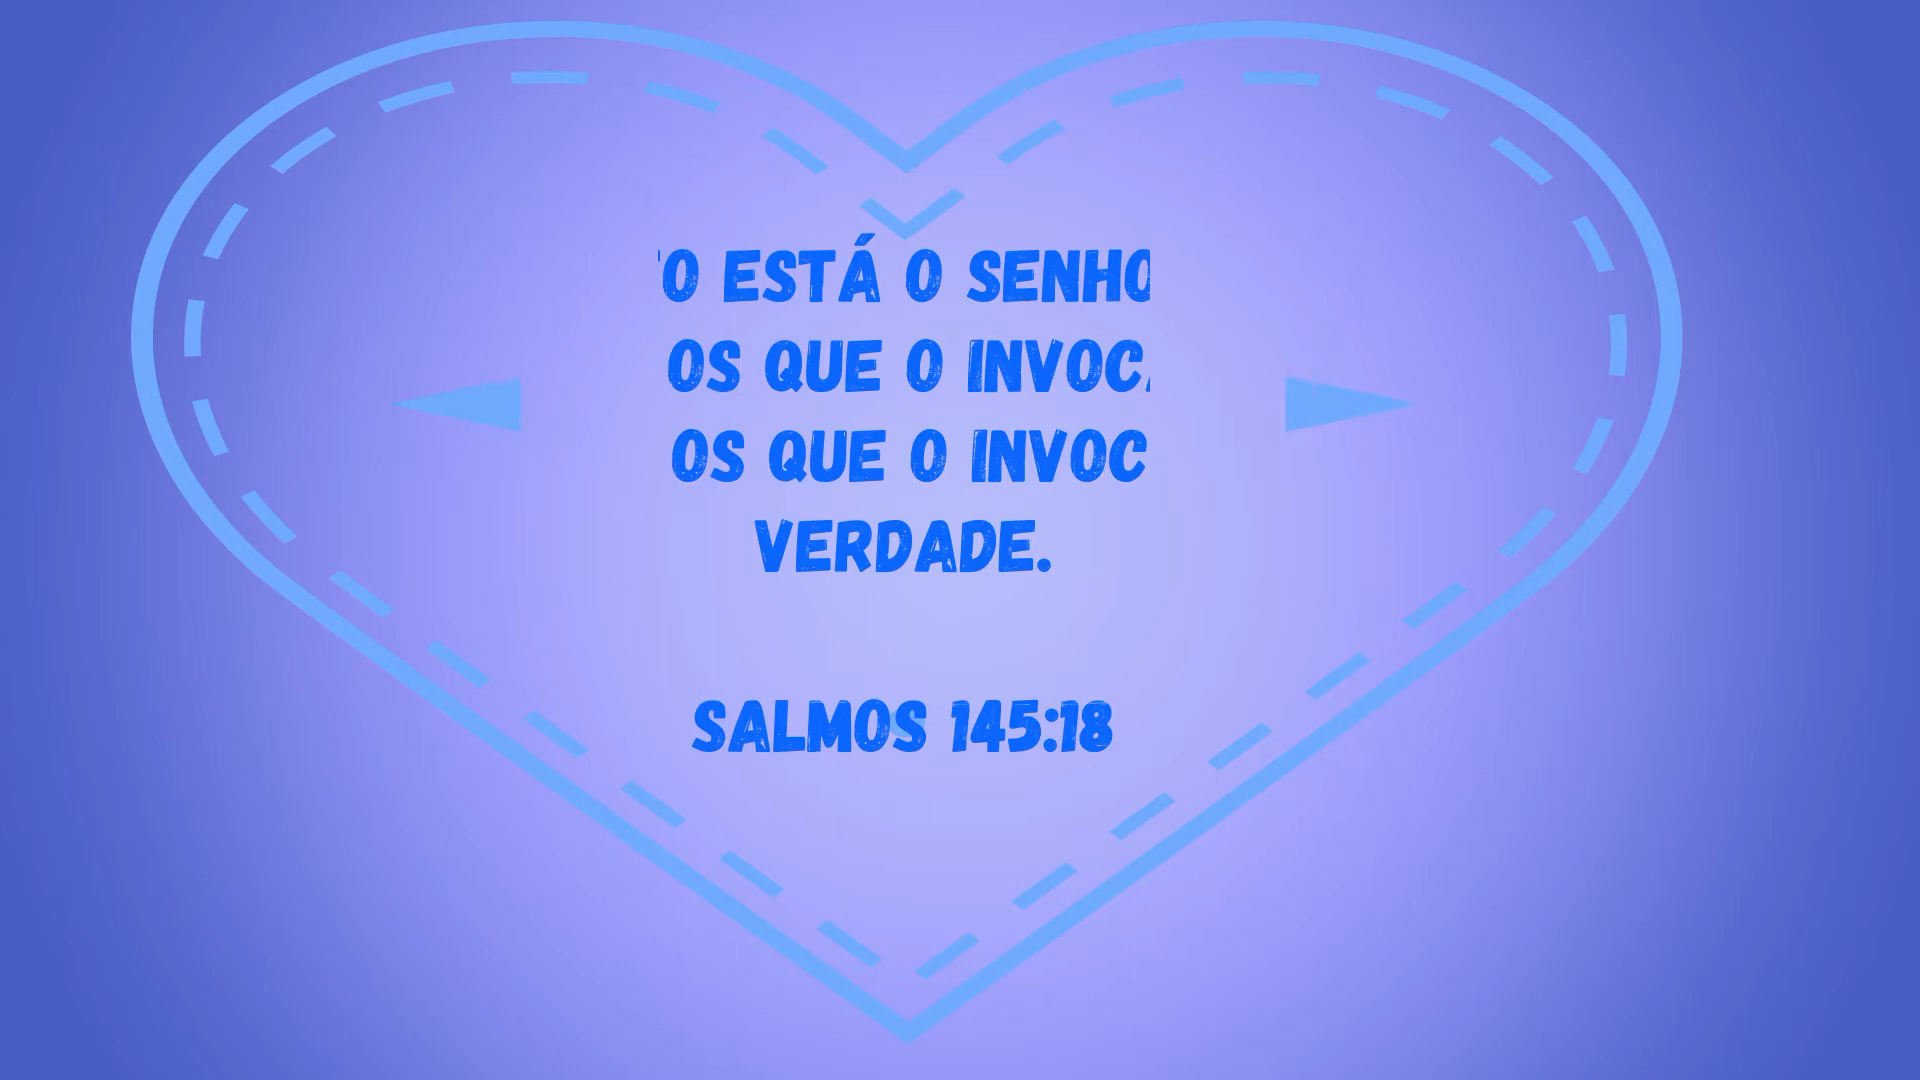 O ESTÁ O SENHO
OS QUE O INVOC
OS QUE O INVOC
VERDADE.
SALMOS 145:18